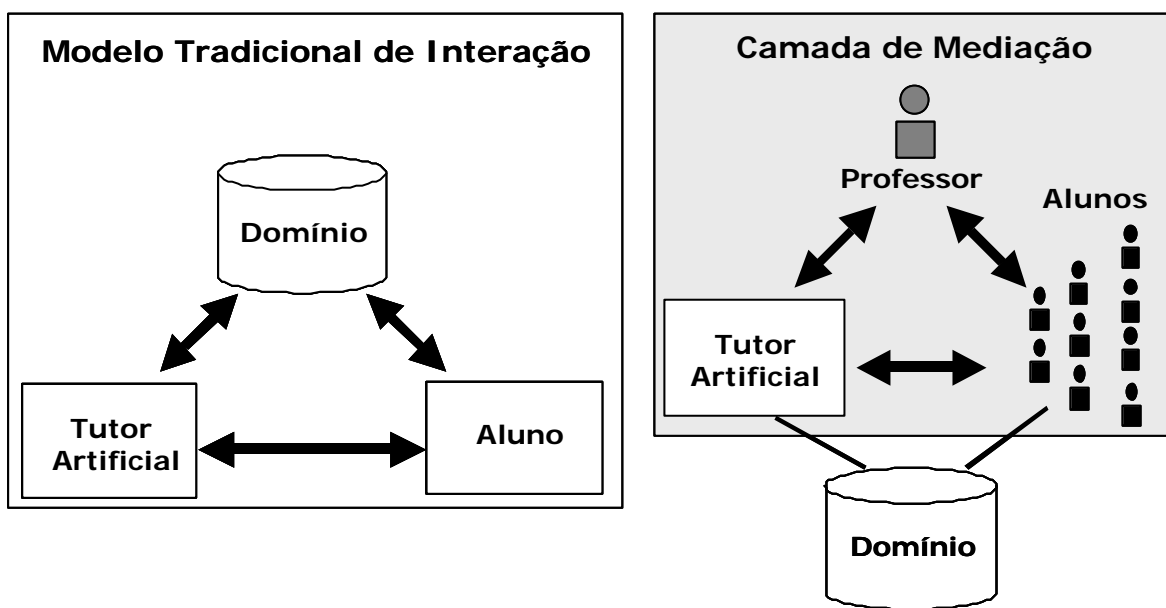 Modelo Tradicional de Interação
Domínio
Tutor
Artificial
Aluno
Camada de Mediação
Professor
Alunos
Tutor
Artificial
Domínio